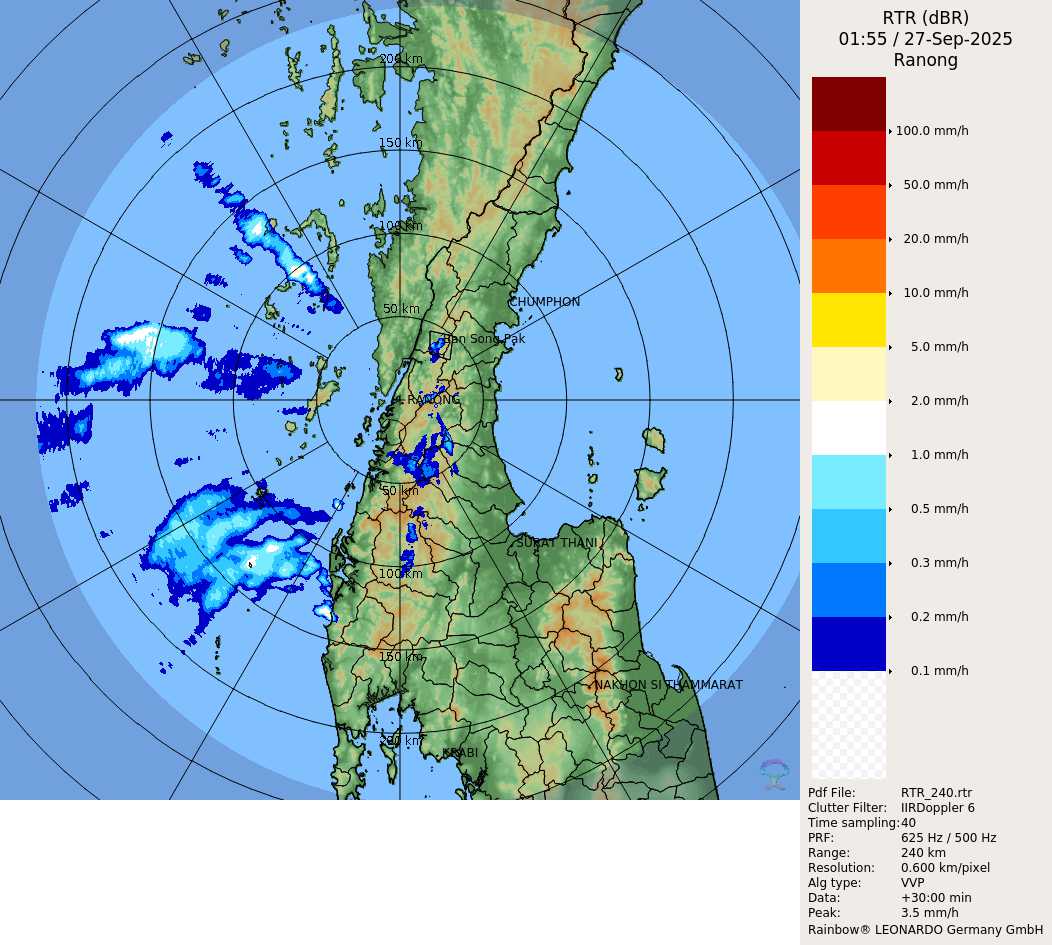 RTR (dBR)
01:55 / 27-Sep-2025
Ranong
200 km
150 km
100 km
50 km
CHUMPHON
Ban Song Pak
RANONG
50 km
SURAT THANI
100 km
150 km
NAKHON SI THAMMARAT
200 km
KRABI
100.0 mm/h
50.0 mm/h
20.0 mm/h
10.0 mm/h
5.0 mm/h
2.0 mm/h
1.0 mm/h
0.5 mm/h
0.3 mm/h
0.2 mm/h
0.1 mm/h
Pdf File: RTR_240.rtr
Clutter Filter: IIRDoppler 6
Time sampling:40
PRF: 625 Hz / 500 Hz
Range: 240 km
Resolution: 0.600 km/pixel
Alg type: VVP
Data: +30:00 min
Peak: 3.5 mm/h
Rainbow® LEONARDO Germany GmbH